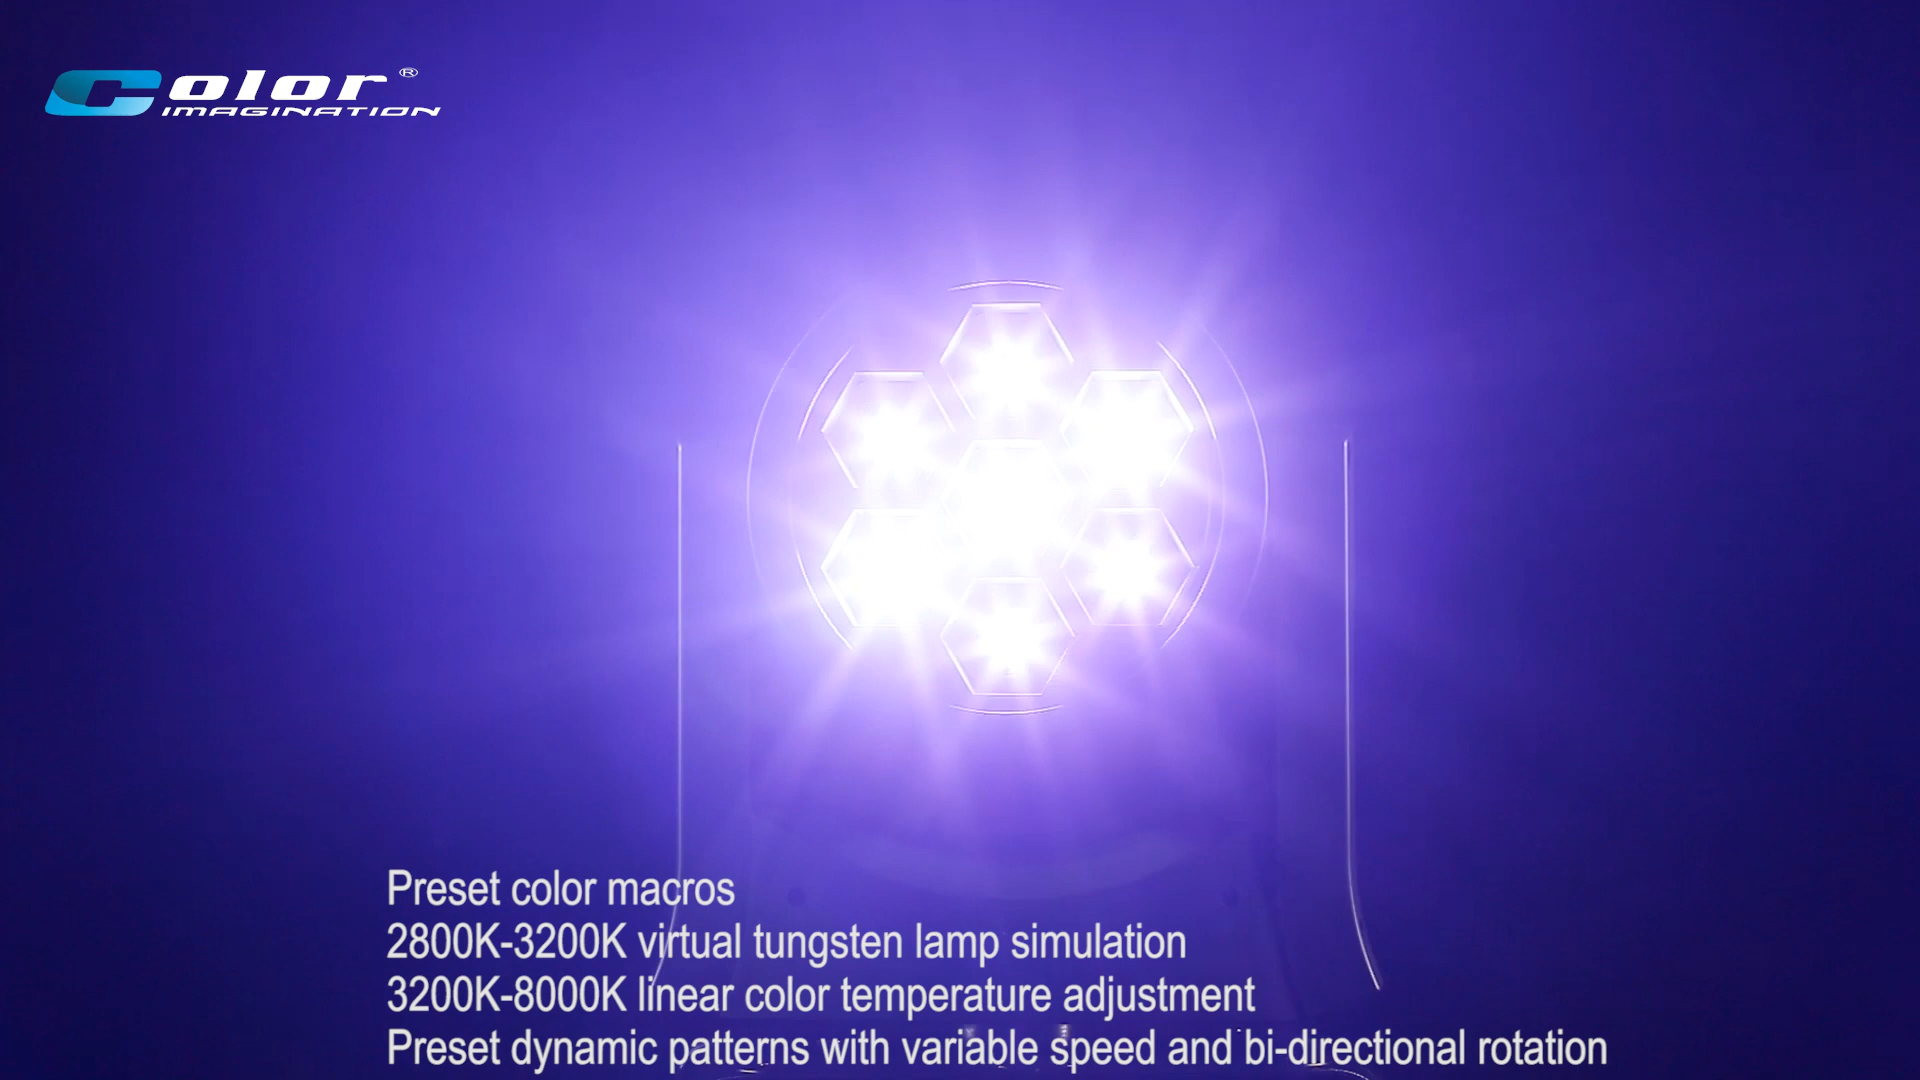 Color®
IMAGINATION
Preset color macros
2800K-3200K virtual tungsten lamp simulation
3200K-8000K linear color temperature adjustment
Preset dynamic patterns with variable speed and bi-directional rotation